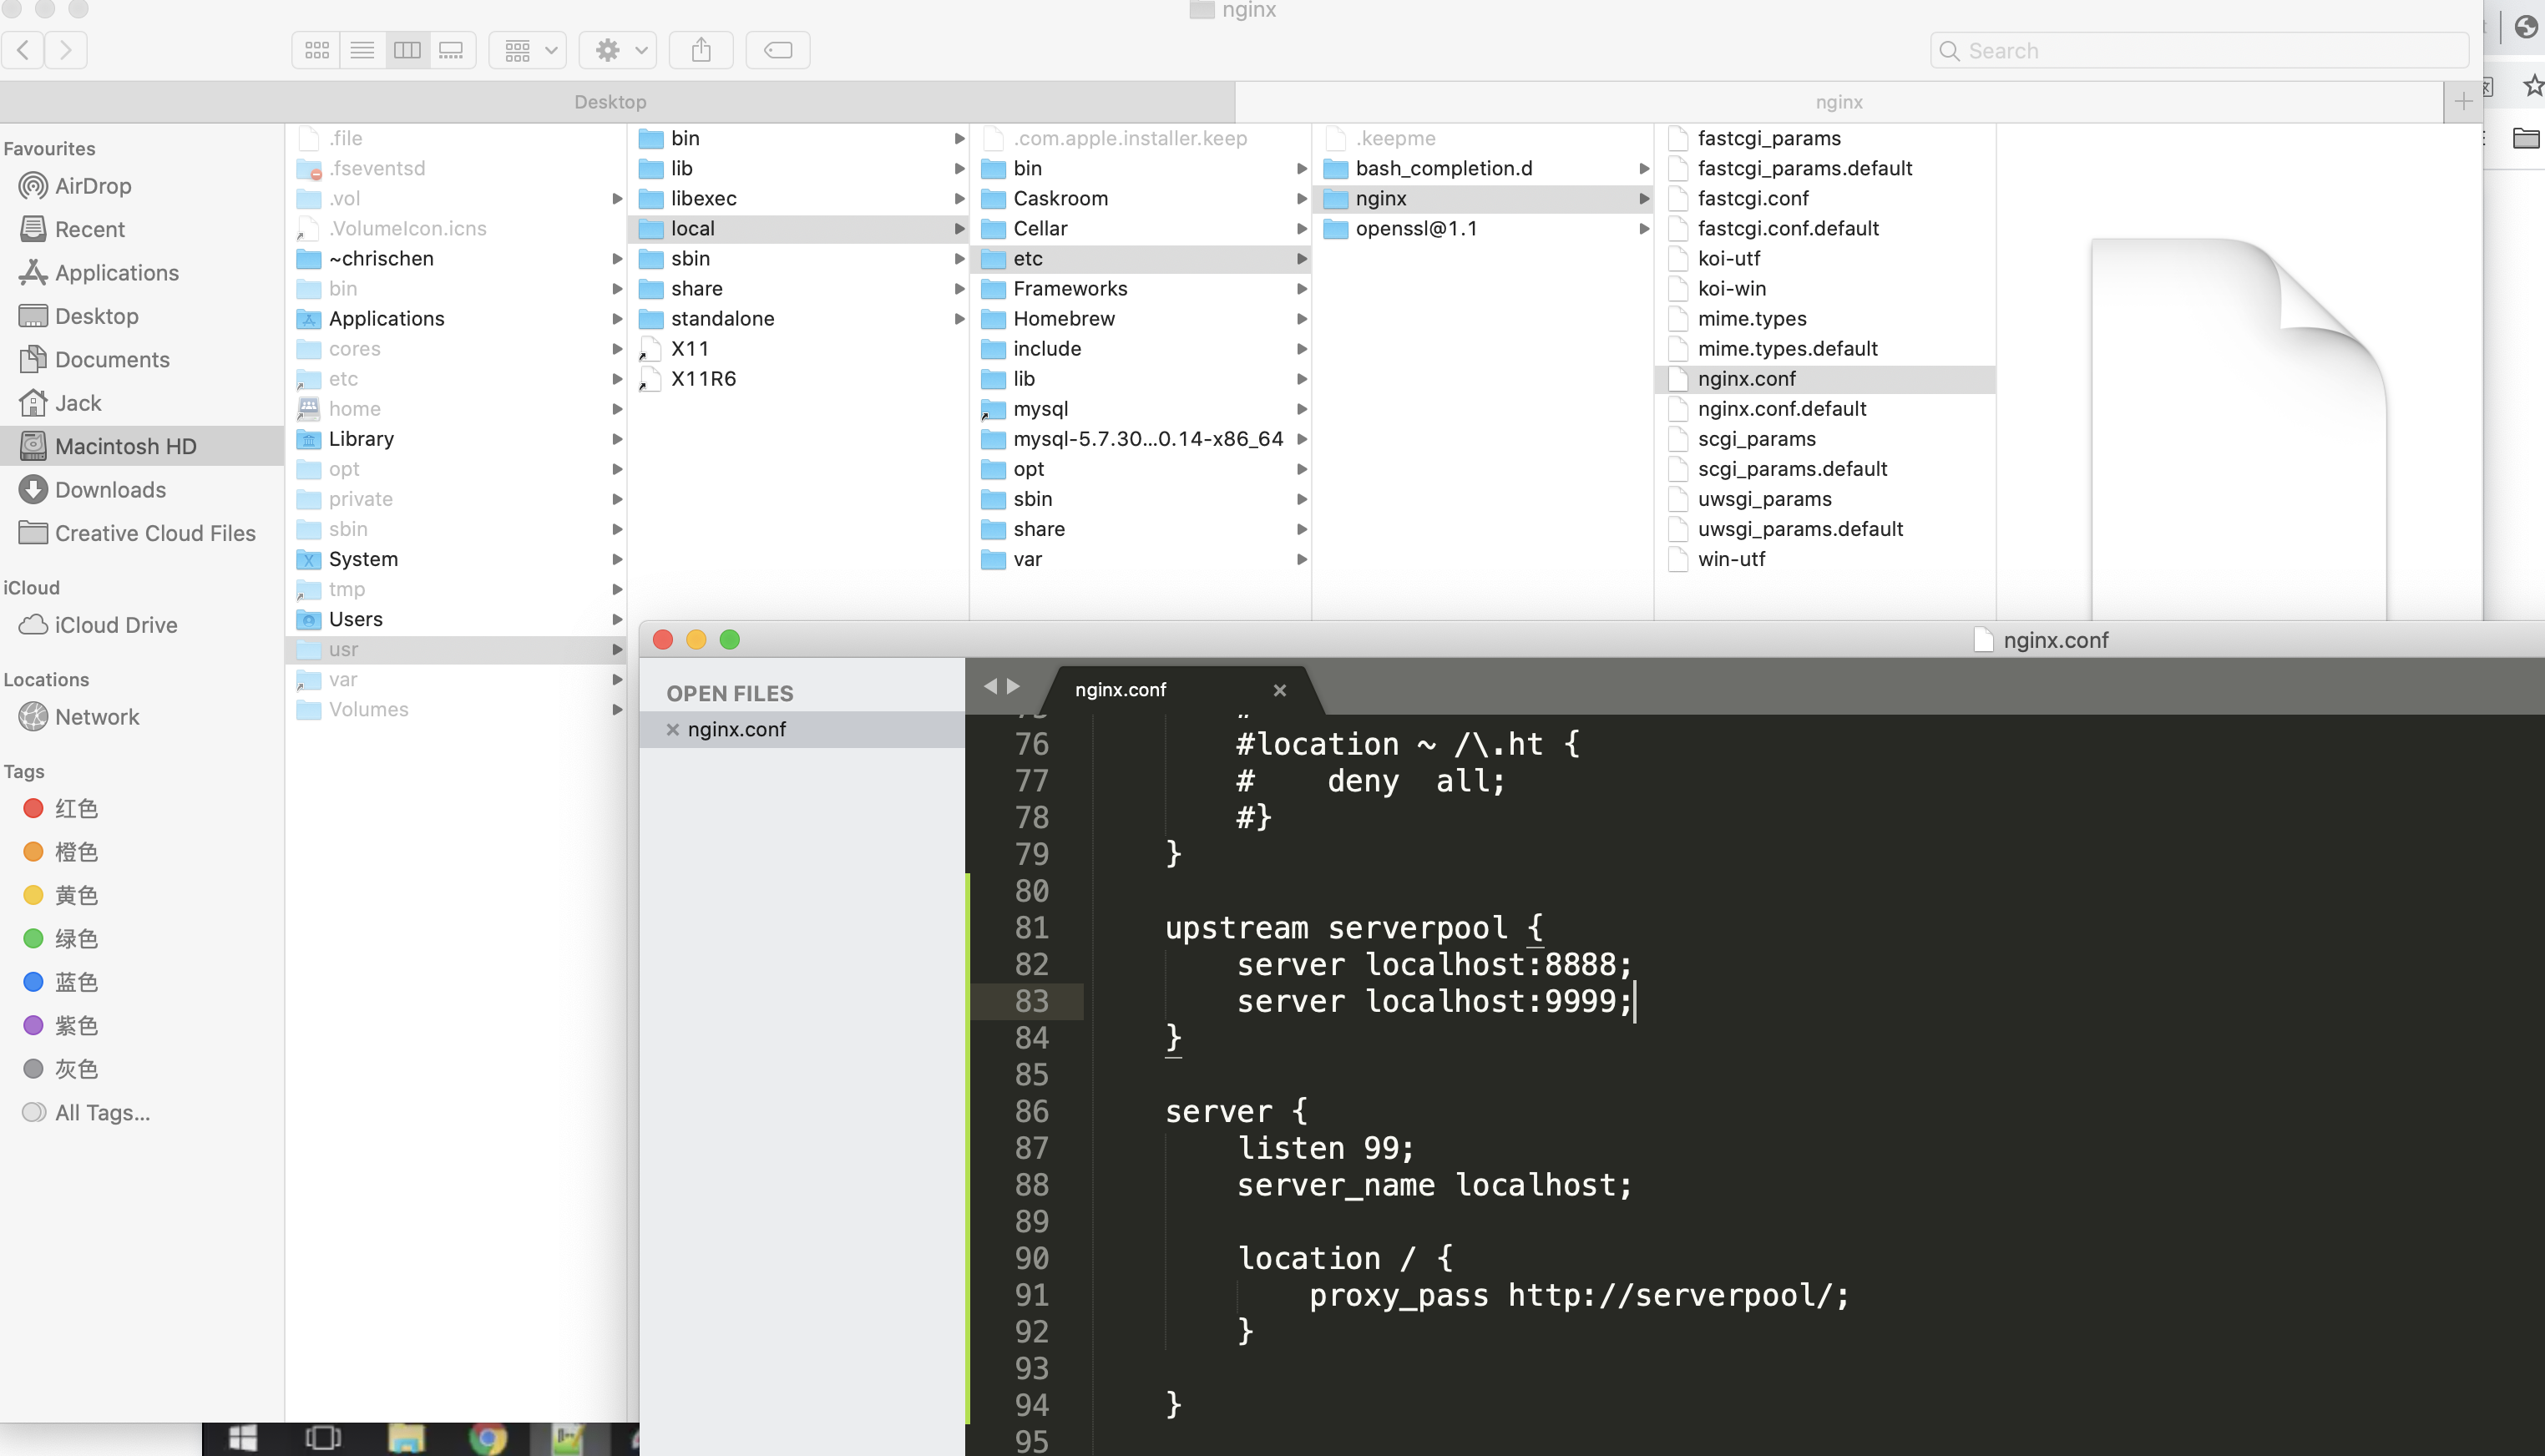 nginx
Search
Desktop
nginx
Favourites
AirDrop
Recent
Applications
Desktop
Documents
Jack
Macintosh HD
Downloads
Creative Cloud Files
iCloud
iCloud Drive
Locations
Network
Tags
红色
橙色
黄色
绿色
蓝色
紫色
灰色
All Tags...
.file
.fseventsd
.vol
.VolumeIcon.icns
~chrischen
bin
Applications
cores
etc
home
Library
opt
private
sbin
System
tmp
Users
usr
var
Volumes
bin
lib
libexec
local
sbin
share
standalone
X11
X11R6
.com.apple.installer.keep
bin
Caskroom
Cellar
etc
Frameworks
Homebrew
include
lib
mysql
mysql-5.7.30...0.14-x86_64
opt
sbin
share
var
.keepme
bash_completion.d
nginx
openssl@1.1
fastcgi_params
fastcgi_params.default
fastcgi.conf
fastcgi.conf.default
koi-utf
koi-win
mime.types
mime.types.default
nginx.conf
nginx.conf.default
scgi_params
scgi_params.default
uwsgi_params
uwsgi_params.default
win-utf
nginx.conf
OPEN FILES
nginx.conf
nginx.conf
76 #location ~ /\.ht {
77 #    deny  all;
78 #}
79 }
80
81 upstream serverpool {
82 server localhost:8888;
83 server localhost:9999;
84 }
85
86 server {
87 listen 99;
88 server_name localhost;
89
90 location / {
91 proxy_pass http://serverpool/;
92 }
93
94 }
95